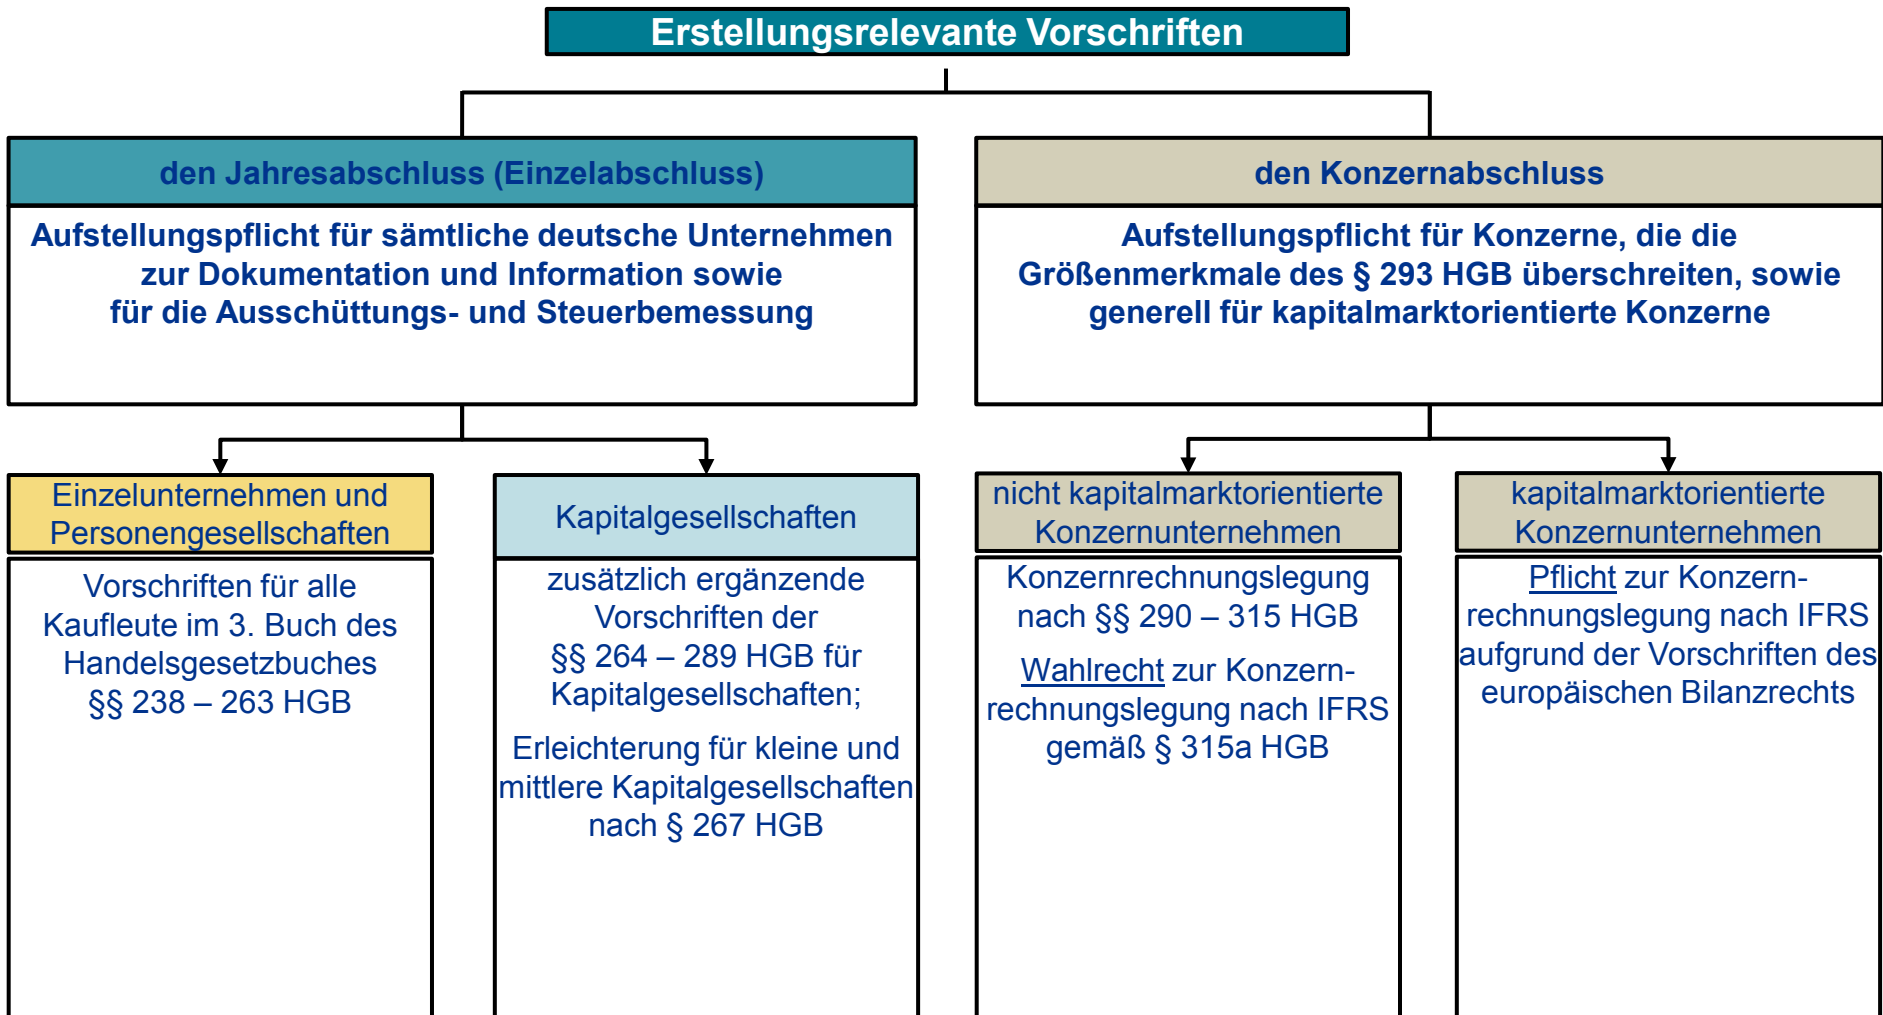 Erstellungsrelevante Vorschriften
den Jahresabschluss (Einzelabschluss)
Aufstellungspflicht für sämtliche deutsche Unternehmen
zur Dokumentation und Information sowie
für die Ausschüttungs- und Steuerbemessung
den Konzernabschluss
Aufstellungspflicht für Konzerne, die die
Größenmerkmale des § 293 HGB überschreiten, sowie
generell für kapitalmarktorientierte Konzerne
Einzelunternehmen und
Personengesellschaften
Vorschriften für alle
Kaufleute im 3. Buch des
Handelsgesetzbuches
§§ 238 – 263 HGB
Kapitalgesellschaften
zusätzlich ergänzende
Vorschriften der
§§ 264 – 289 HGB für
Kapitalgesellschaften;
Erleichterung für kleine und
mittlere Kapitalgesellschaften
nach § 267 HGB
nicht kapitalmarktorientierte
Konzernunternehmen
Konzernrechnungslegung
nach §§ 290 – 315 HGB
Wahlrecht zur Konzern-
rechnungslegung nach IFRS
gemäß § 315a HGB
kapitalmarktorientierte
Konzernunternehmen
Pflicht zur Konzern-
rechnungslegung nach IFRS
aufgrund der Vorschriften des
europäischen Bilanzrechts